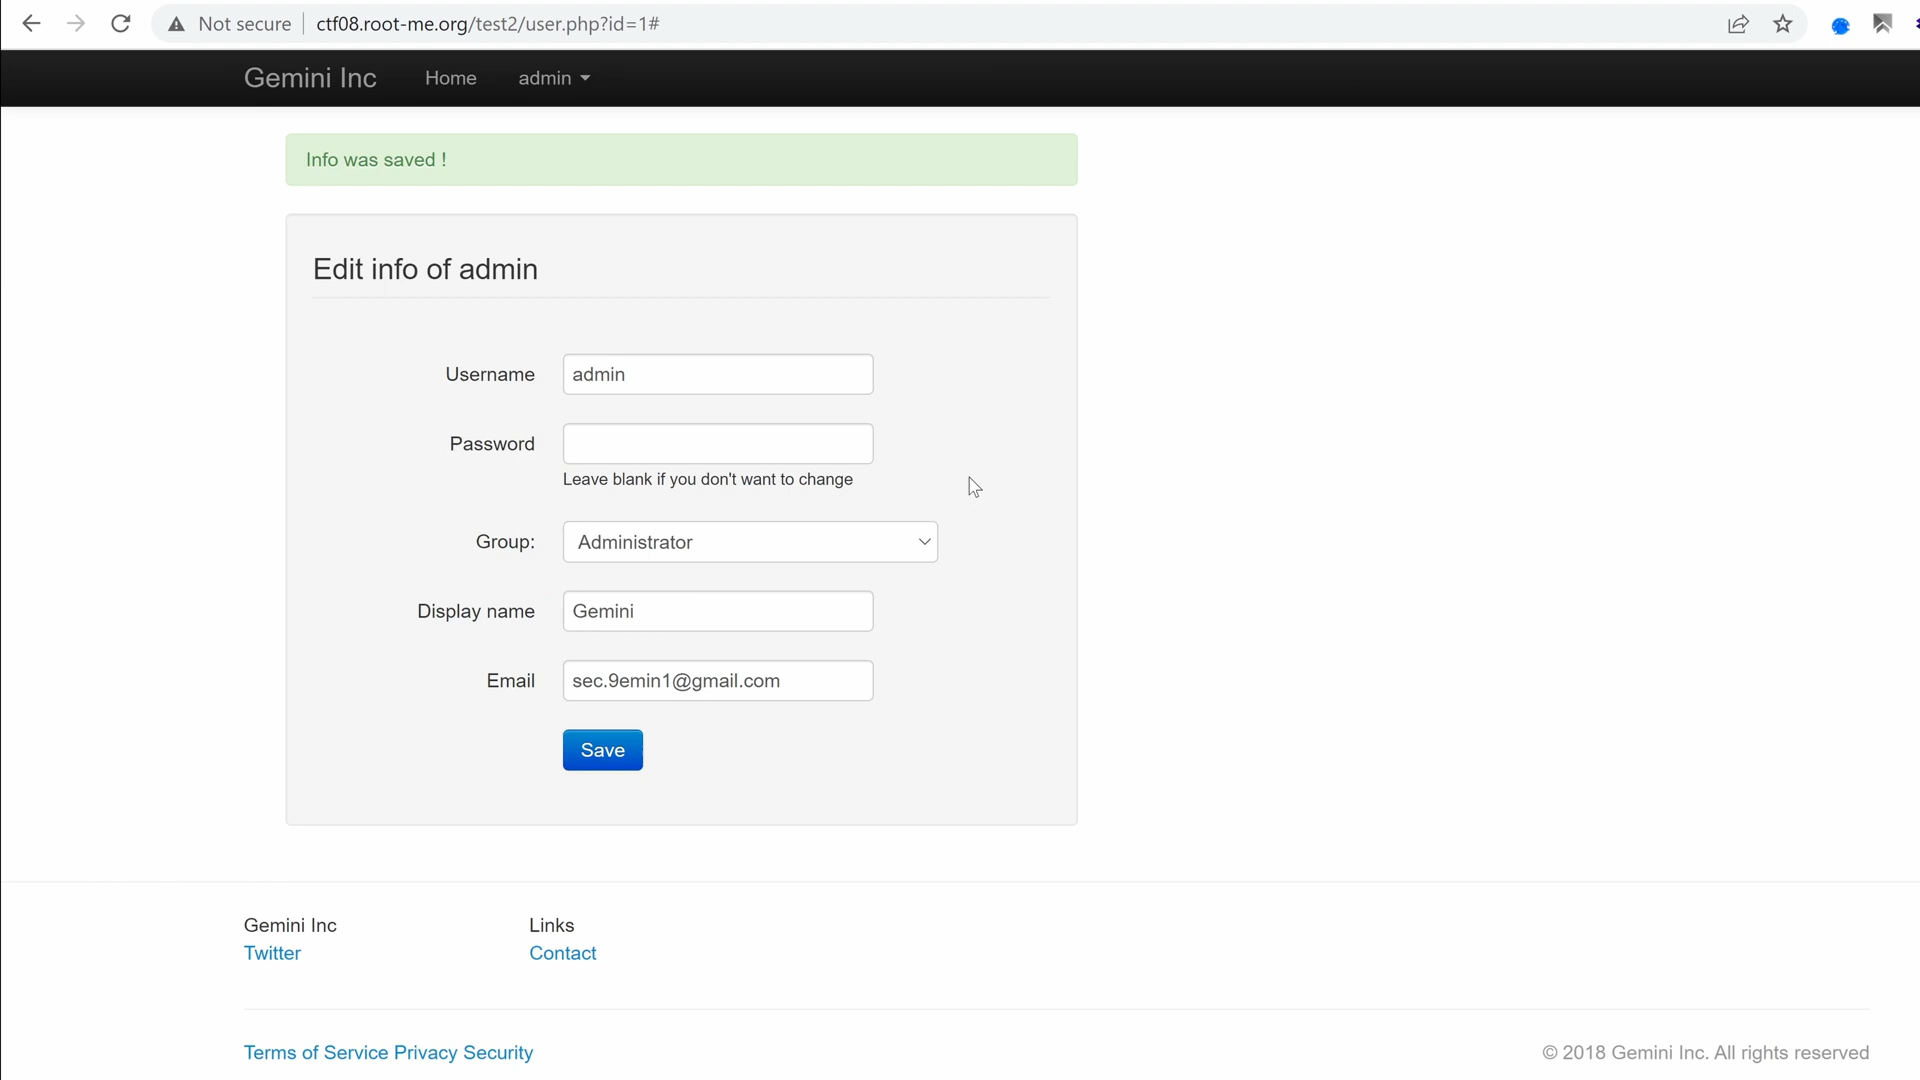 Not secure ctf08.root-me.org/test2/user.php?id=1#
Gemini Inc Home admin
Info was saved !
Edit info of admin
Username admin
Password
Leave blank if you don't want to change
Group: Administrator
Display name Gemini
Email sec.9emin1@gmail.com
Save
Gemini Inc Links
Twitter Contact
Terms of Service Privacy Security © 2018 Gemini Inc. All rights reserved